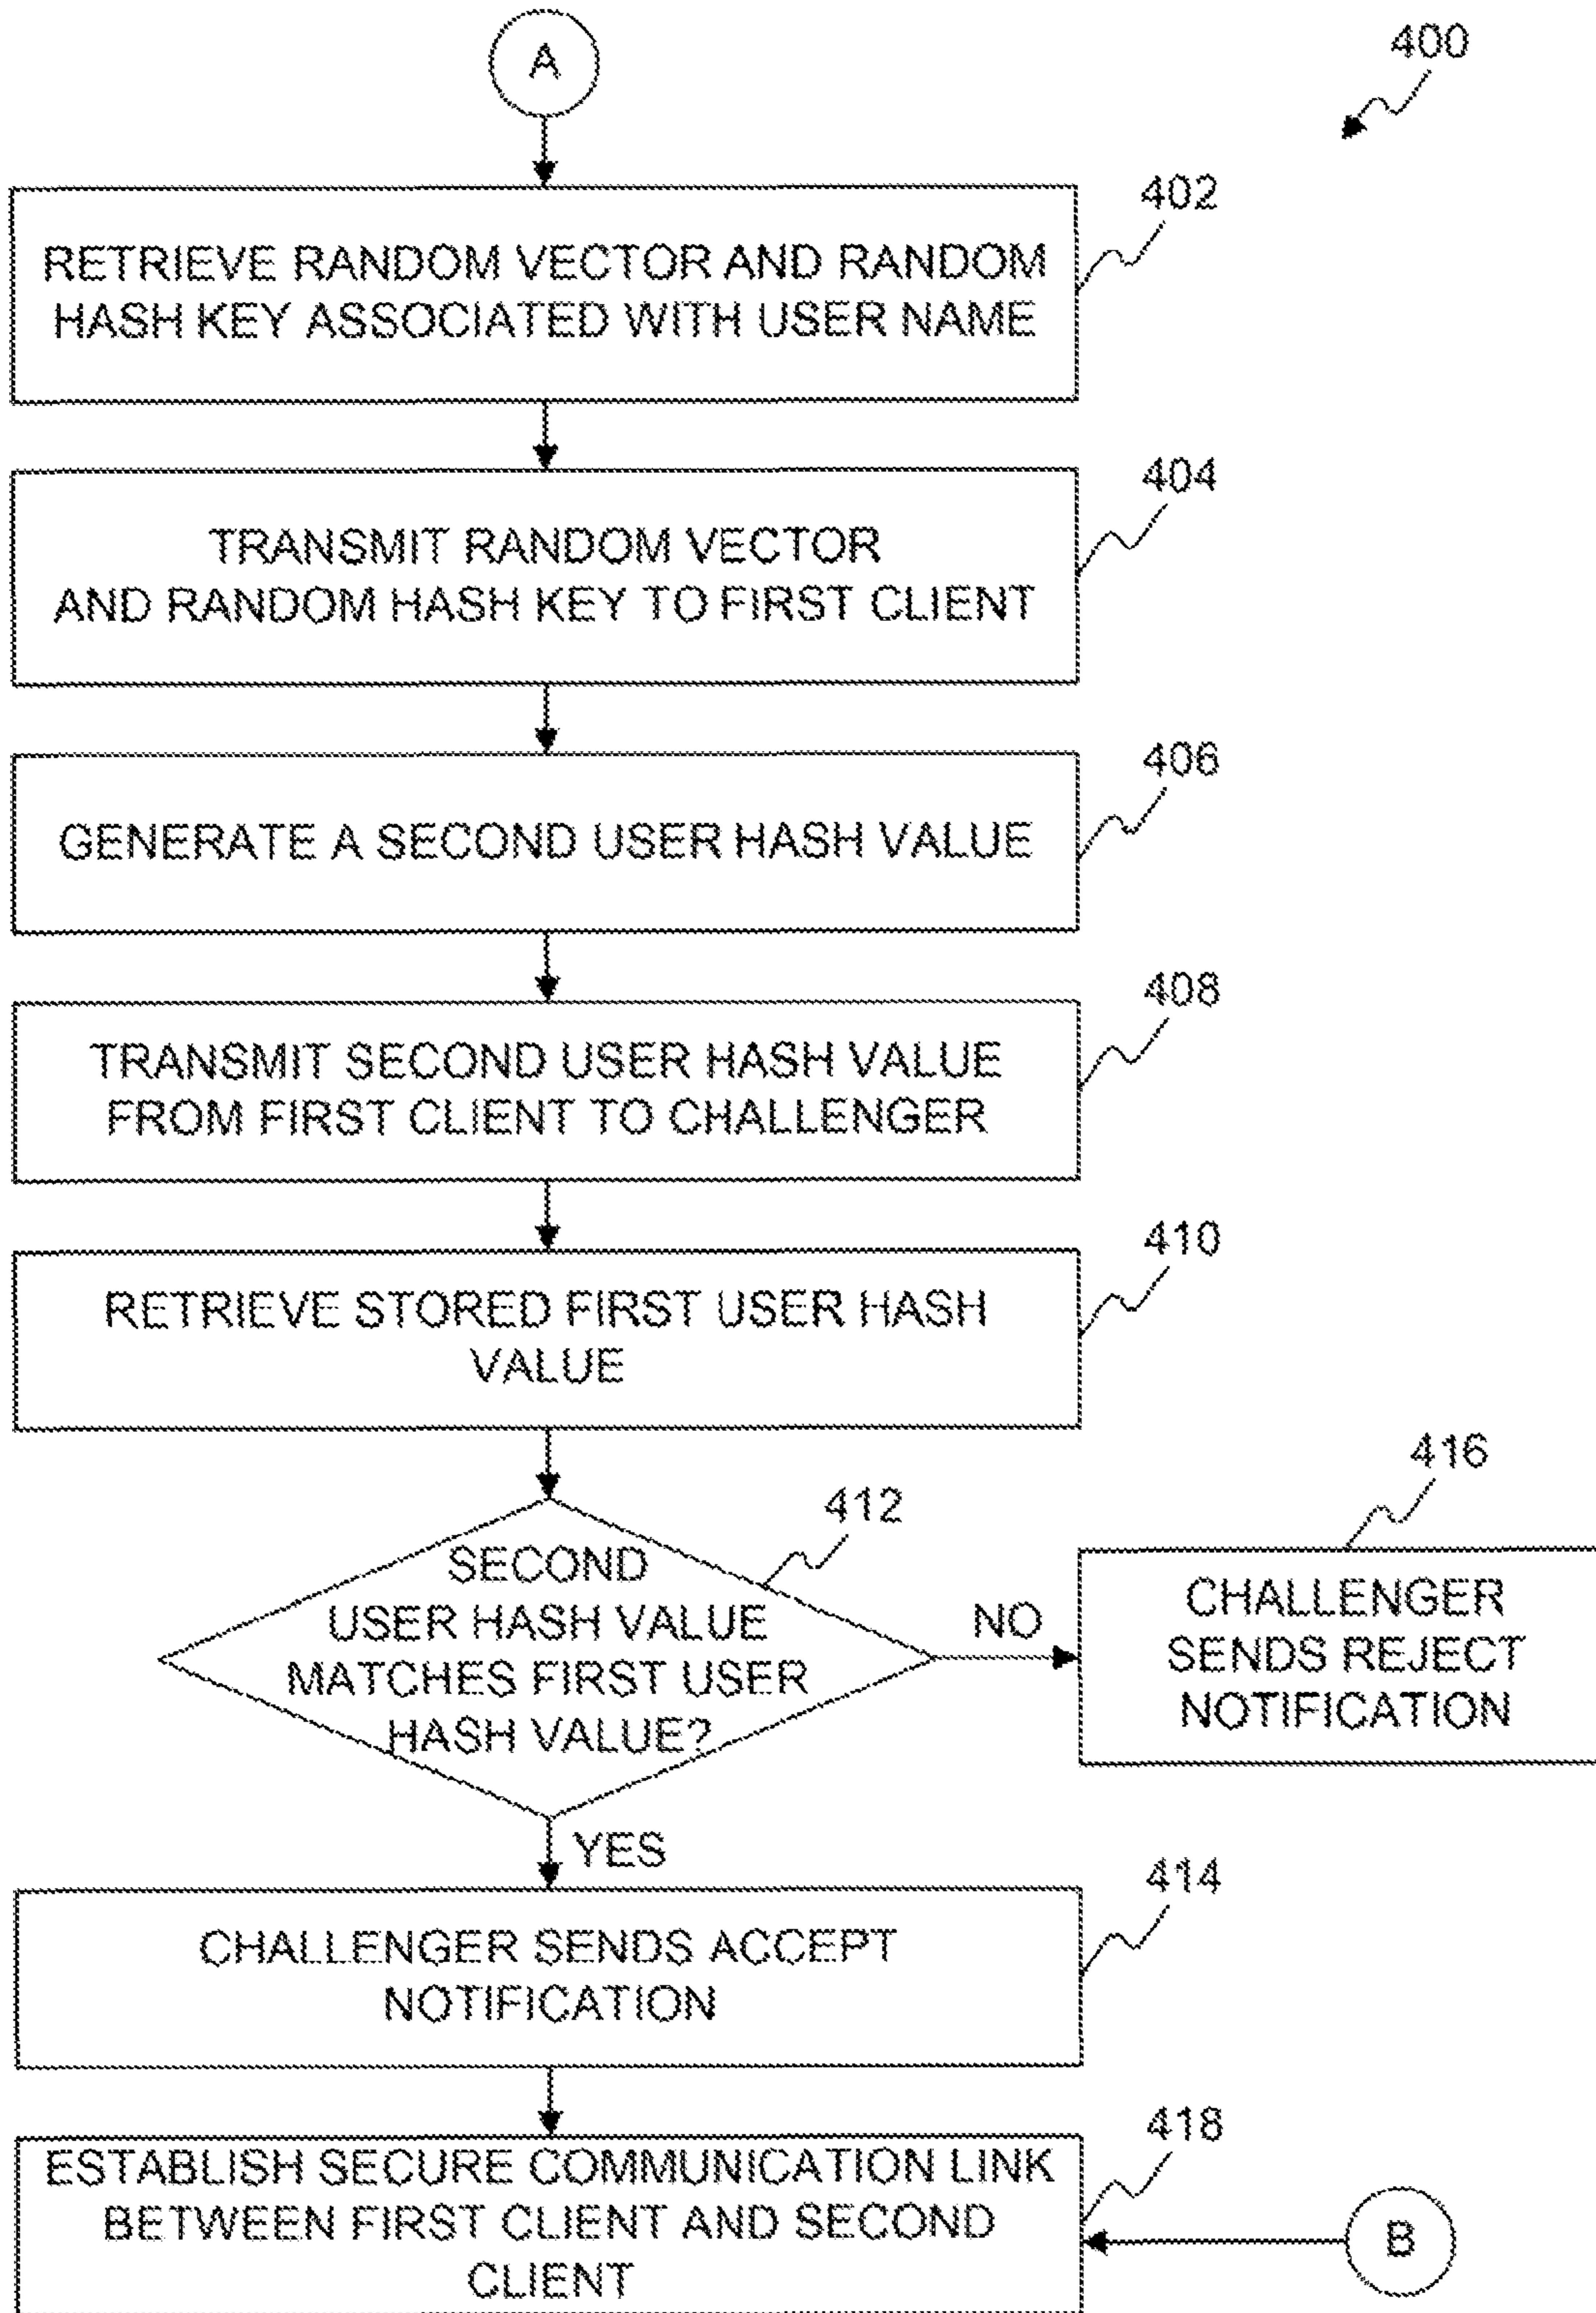 A
400
402
RETRIEVE RANDOM VECTOR AND RANDOM
HASH KEY ASSOCIATED WITH USER NAME
404
TRANSMIT RANDOM VECTOR
AND RANDOM HASH KEY TO FIRST CLIENT
406
GENERATE A SECOND USER HASH VALUE
408
TRANSMIT SECOND USER HASH VALUE
FROM FIRST CLIENT TO CHALLENGER
410
RETRIEVE STORED FIRST USER HASH
VALUE
412
SECOND
USER HASH VALUE
MATCHES FIRST USER
HASH VALUE?
NO
416
CHALLENGER
SENDS REJECT
NOTIFICATION
YES
414
CHALLENGER SENDS ACCEPT
NOTIFICATION
418
ESTABLISH SECURE COMMUNICATION LINK
BETWEEN FIRST CLIENT AND SECOND
CLIENT
B